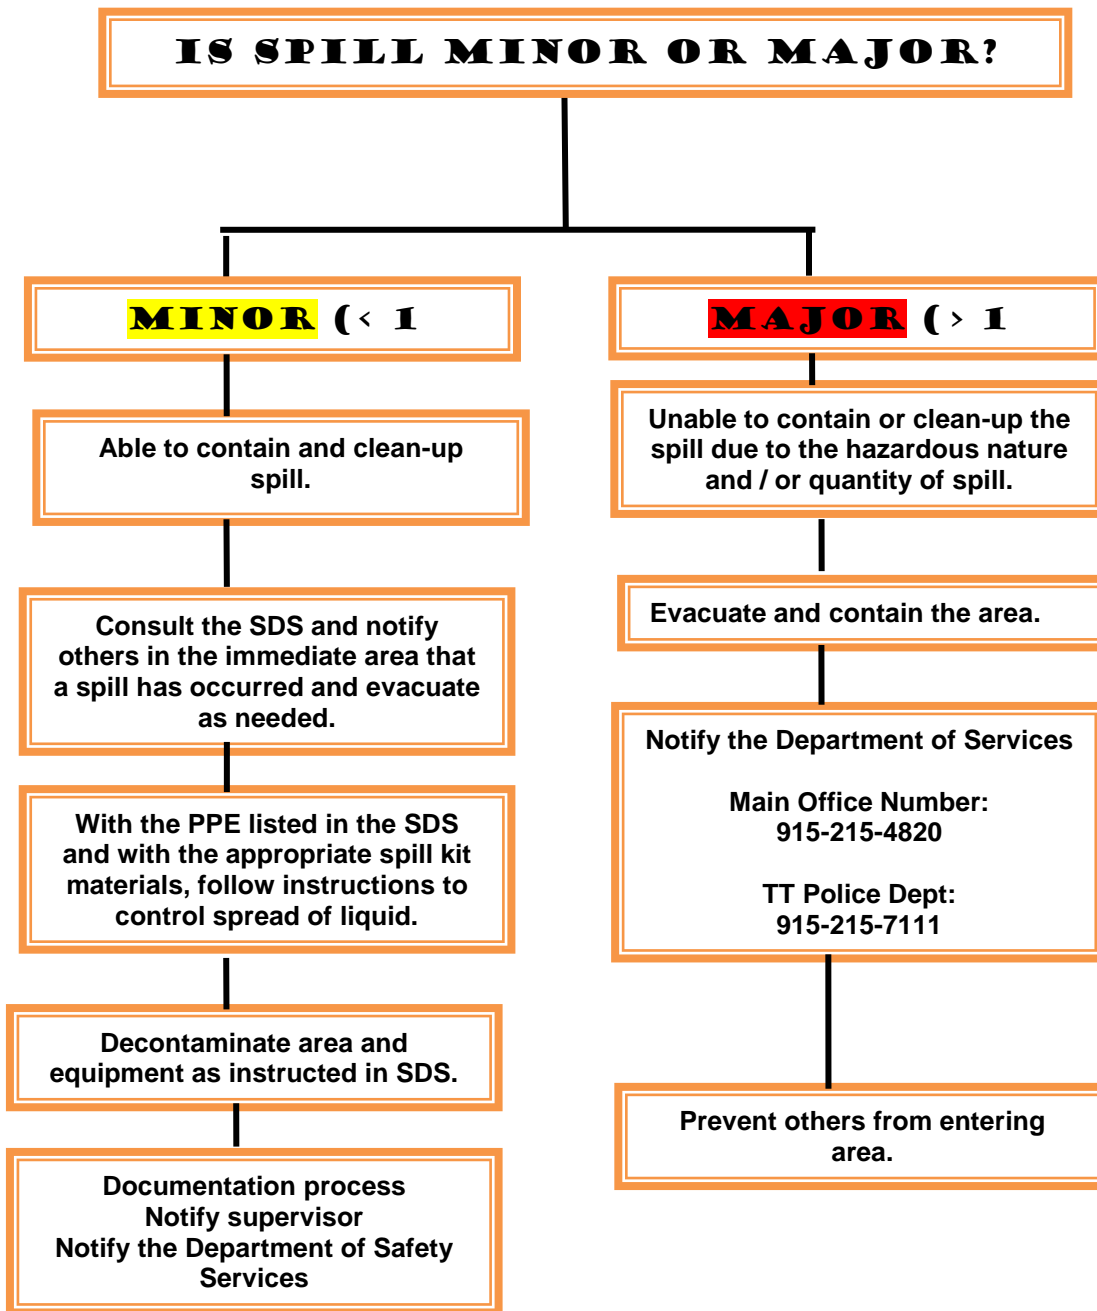 IS SPILL MINOR OR MAJOR?
MINOR (< 1
Able to contain and clean-up
spill.
Consult the SDS and notify
others in the immediate area that
a spill has occurred and evacuate
as needed.
With the PPE listed in the SDS
and with the appropriate spill kit
materials, follow instructions to
control spread of liquid.
Decontaminate area and
equipment as instructed in SDS.
Documentation process
Notify supervisor
Notify the Department of Safety
Services
MAJOR (> 1
Unable to contain or clean-up the
spill due to the hazardous nature
and / or quantity of spill.
Evacuate and contain the area.
Notify the Department of Services
Main Office Number:
915-215-4820
TT Police Dept:
915-215-7111
Prevent others from entering
area.